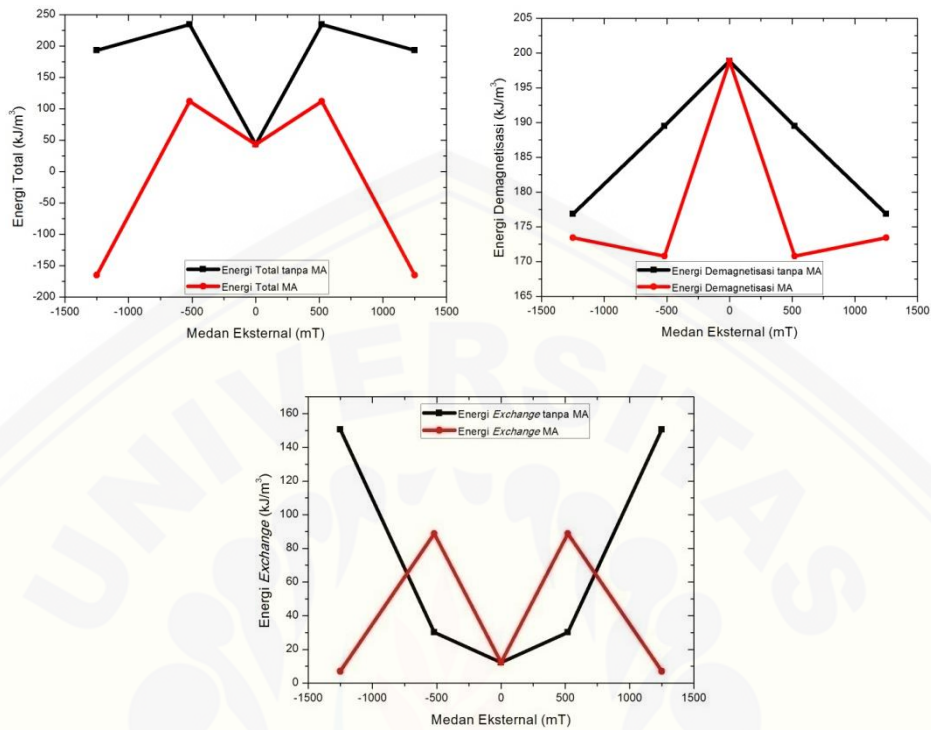 250
200
150
100
50
0
-50
-100
-150
-200
Energi Total (kJ/m³)
Energi Total tanpa MA
Energi Total MA
-1500 -1000 -500 0 500 1000 1500
Medan Eksternal (mT)
205
200
195
190
185
180
175
170
165
Energi Demagnetisasi (kJ/m³)
Energi Demagnetisasi tanpa MA
Energi Demagnetisasi MA
-1500 -1000 -500 0 500 1000 1500
Medan Eksternal (mT)
160
140
120
100
80
60
40
20
0
Energi Exchange (kJ/m³)
Energi Exchange tanpa MA
Energi Exchange MA
-1500 -1000 -500 0 500 1000 1500
Medan Eksternal (mT)
UNIVERSITAS